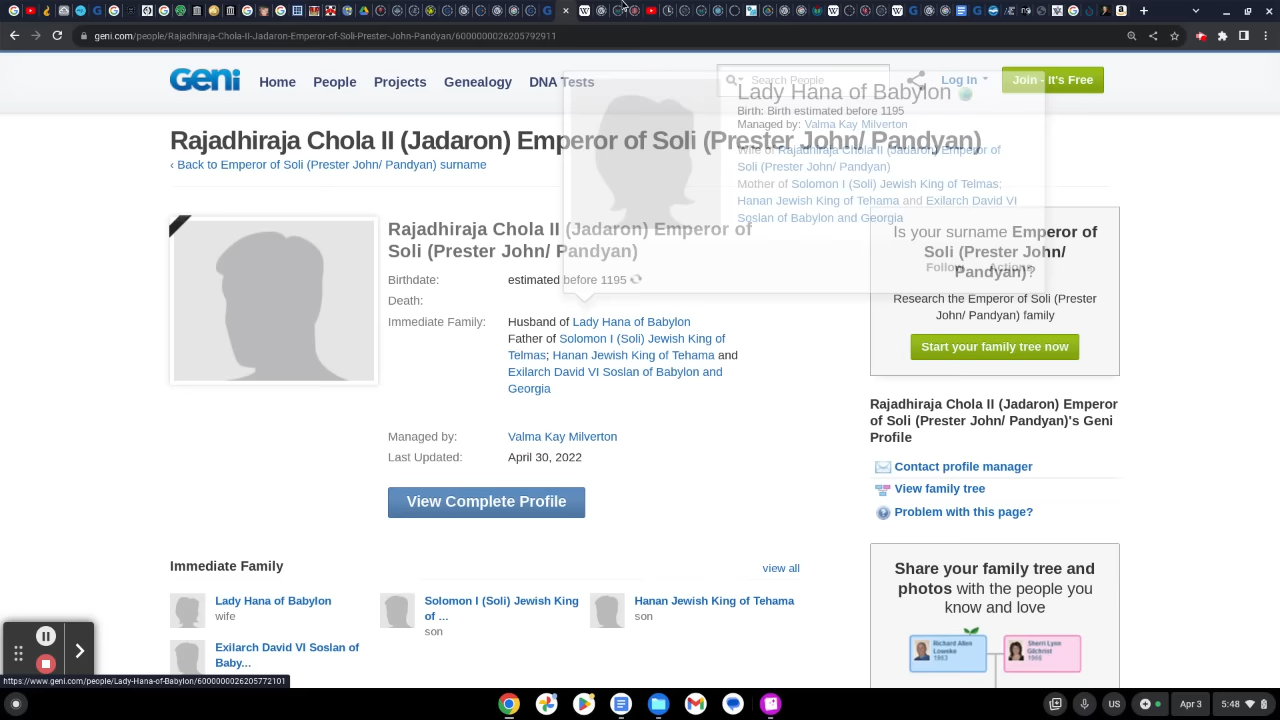 geni.com/people/Rajadhiraja-Chola-II-Jadaron-Emperor-of-Soli-Prester-John-Pandyan/6000000026205792911
Geni
Home People Projects Genealogy DNA Tests
Search People
Log In
Join - It's Free
Lady Hana of Babylon
Birth: Birth estimated before 1195
Managed by: Valma Kay Milverton
Wife of Rajadhiraja Chola II (Jadaron) Emperor of
Soli (Prester John/ Pandyan)
Mother of Solomon I (Soli) Jewish King of Telmas;
Hanan Jewish King of Tehama and Exilarch David VI
Soslan of Babylon and Georgia
Follow Actions
Rajadhiraja Chola II (Jadaron) Emperor of Soli (Prester John/ Pandyan)
‹ Back to Emperor of Soli (Prester John/ Pandyan) surname
Rajadhiraja Chola II (Jadaron) Emperor of
Soli (Prester John/ Pandyan)
Birthdate: estimated before 1195
Death:
Immediate Family: Husband of Lady Hana of Babylon
Father of Solomon I (Soli) Jewish King of
Telmas; Hanan Jewish King of Tehama and
Exilarch David VI Soslan of Babylon and
Georgia
Managed by: Valma Kay Milverton
Last Updated: April 30, 2022
View Complete Profile
Immediate Family
view all
Lady Hana of Babylon
wife
Solomon I (Soli) Jewish King
of ...
son
Hanan Jewish King of Tehama
son
Exilarch David VI Soslan of
Baby...
Is your surname Emperor of
Soli (Prester John/
Pandyan)?
Research the Emperor of Soli (Prester
John/ Pandyan) family
Start your family tree now
Rajadhiraja Chola II (Jadaron) Emperor
of Soli (Prester John/ Pandyan)'s Geni
Profile
Contact profile manager
View family tree
Problem with this page?
Share your family tree and
photos with the people you
know and love
Richard Allen
Lownke
1963
Sherri Lynn
Gilchrist
1966
https://www.geni.com/people/Lady-Hana-of-Babylon/6000000026205772101
US
Apr 3
5:48